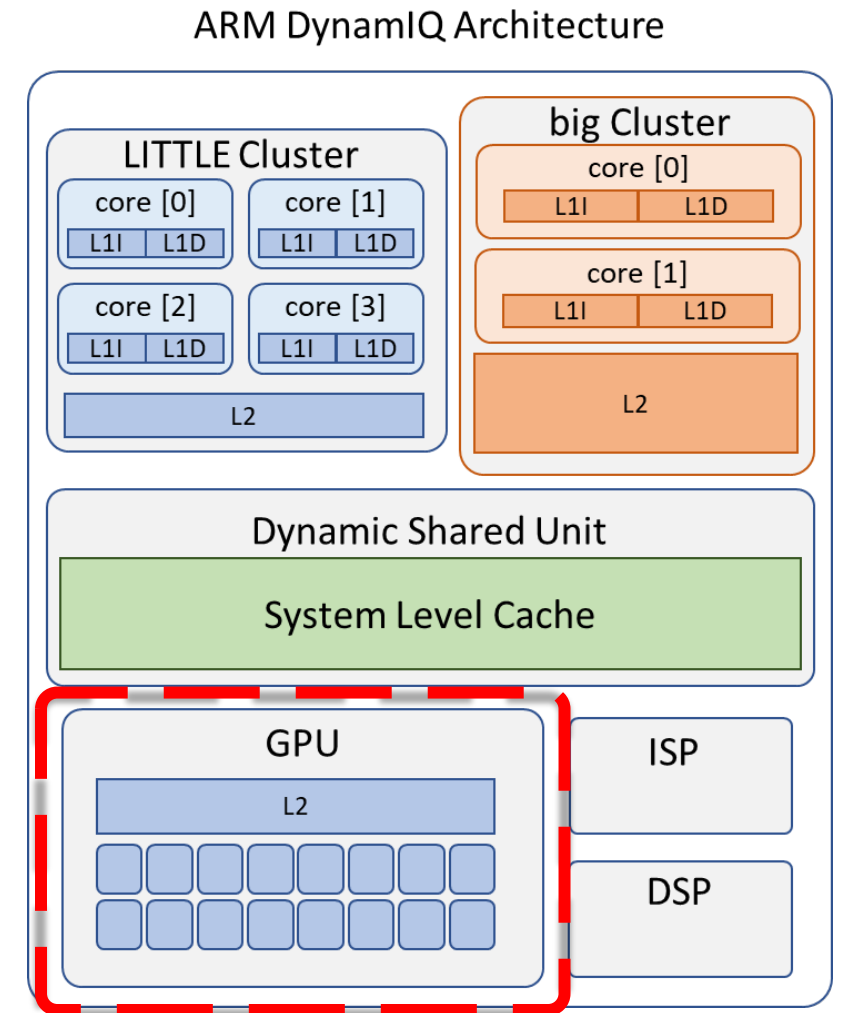 ARM DynamIQ Architecture
LITTLE Cluster
core [0]
L1I L1D
core [1]
L1I L1D
core [2]
L1I L1D
core [3]
L1I L1D
L2
big Cluster
core [0]
L1I L1D
core [1]
L1I L1D
L2
Dynamic Shared Unit
System Level Cache
GPU
L2
ISP
DSP